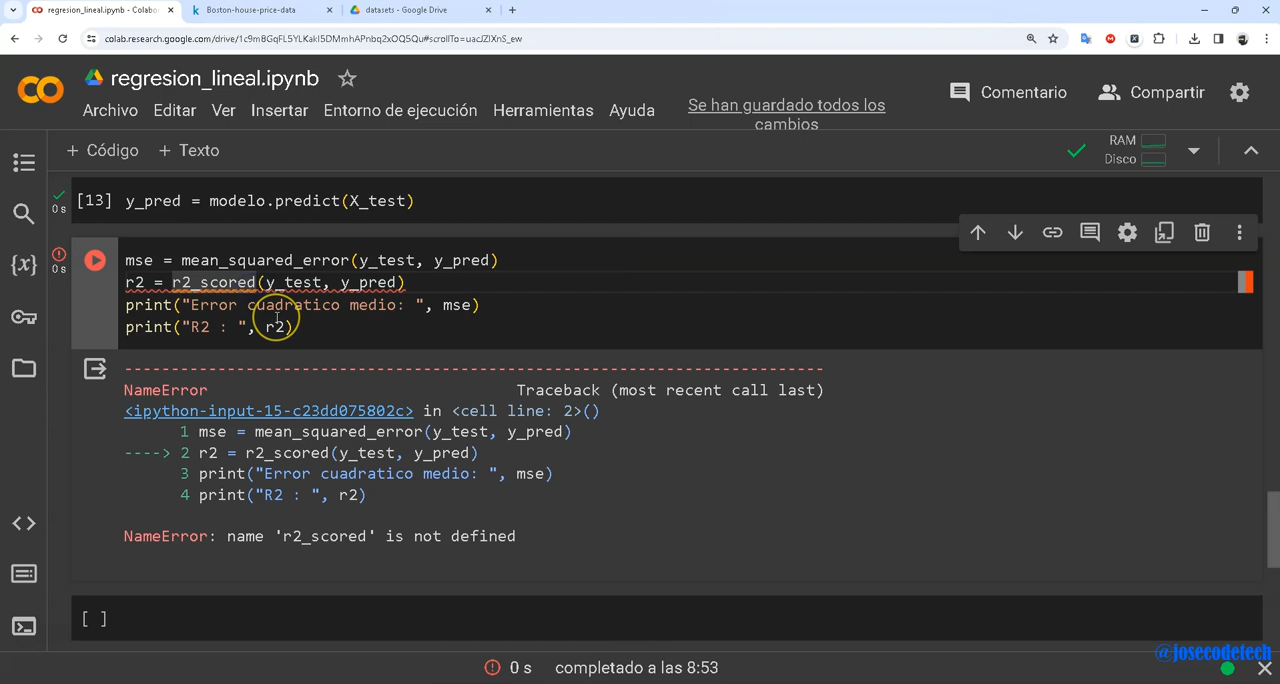 regresion_lineal.ipynb - Colabo
Boston-house-price-data
datasets - Google Drive
colab.research.google.com/drive/1c9m8GqFL5YLKakI5DMmhAPnbq2xOQ5Qu#scrollTo=uacJZlXnS_ew
regresion_lineal.ipynb
Archivo Editar Ver Insertar Entorno de ejecución Herramientas Ayuda
Se han guardado todos los
cambios
Comentario
Compartir
+ Código + Texto
RAM
Disco
[13] y_pred = modelo.predict(X_test)
0 s
mse = mean_squared_error(y_test, y_pred)
0 s
r2 = r2_scored(y_test, y_pred)
print("Error cuadratico medio: ", mse)
print("R2 : ", r2)
---------------------------------------------------------------------------
NameError Traceback (most recent call last)
<ipython-input-15-c23dd075802c> in <cell line: 2>()
1 mse = mean_squared_error(y_test, y_pred)
----> 2 r2 = r2_scored(y_test, y_pred)
3 print("Error cuadratico medio: ", mse)
4 print("R2 : ", r2)
NameError: name 'r2_scored' is not defined
[ ]
0 s completado a las 8:53
@josecodetech